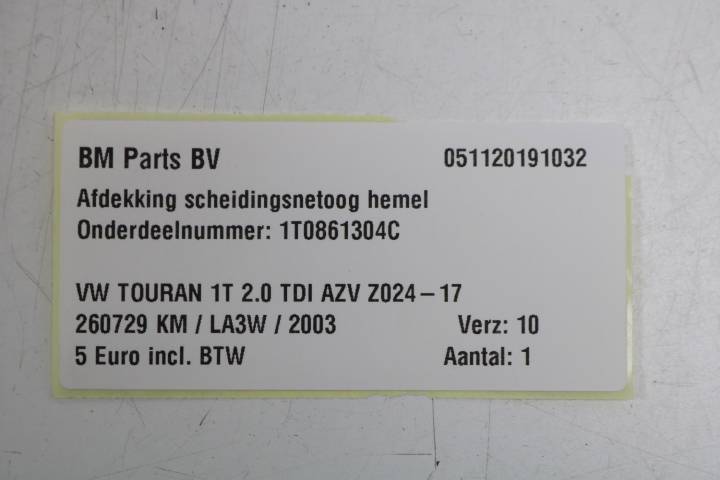 BM Parts BV 051120191032
Afdekking scheidingsnetoog hemel
Onderdeelnummer: 1T0861304C
VW TOURAN 1T 2.0 TDI AZV Z024-17
260729 KM / LA3W / 2003 Verz: 10
5 Euro incl. BTW Aantal: 1